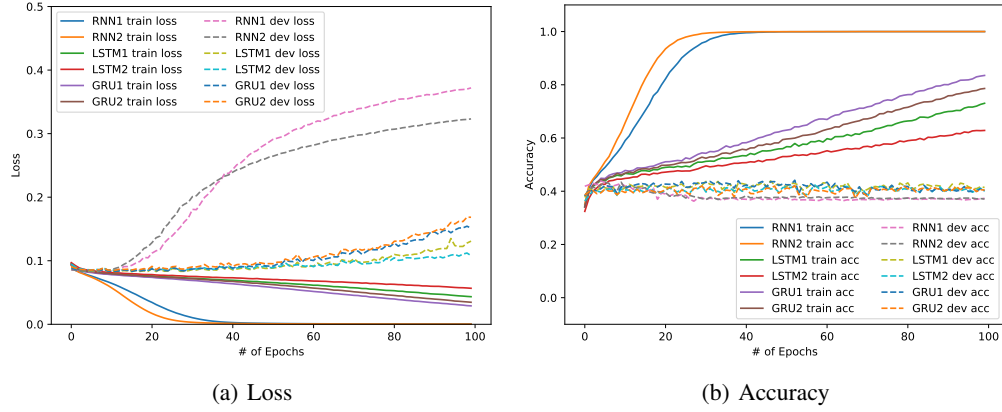 0.5
0.4
0.3
0.2
0.1
0.0
Loss
RNN1 train loss
RNN2 train loss
LSTM1 train loss
LSTM2 train loss
GRU1 train loss
GRU2 train loss
RNN1 dev loss
RNN2 dev loss
LSTM1 dev loss
LSTM2 dev loss
GRU1 dev loss
GRU2 dev loss
0 20 40 60 80 100
# of Epochs
(a) Loss
1.0
0.8
0.6
0.4
0.2
0.0
Accuracy
RNN1 train acc
RNN2 train acc
LSTM1 train acc
LSTM2 train acc
GRU1 train acc
GRU2 train acc
RNN1 dev acc
RNN2 dev acc
LSTM1 dev acc
LSTM2 dev acc
GRU1 dev acc
GRU2 dev acc
0 20 40 60 80 100
# of Epochs
(b) Accuracy